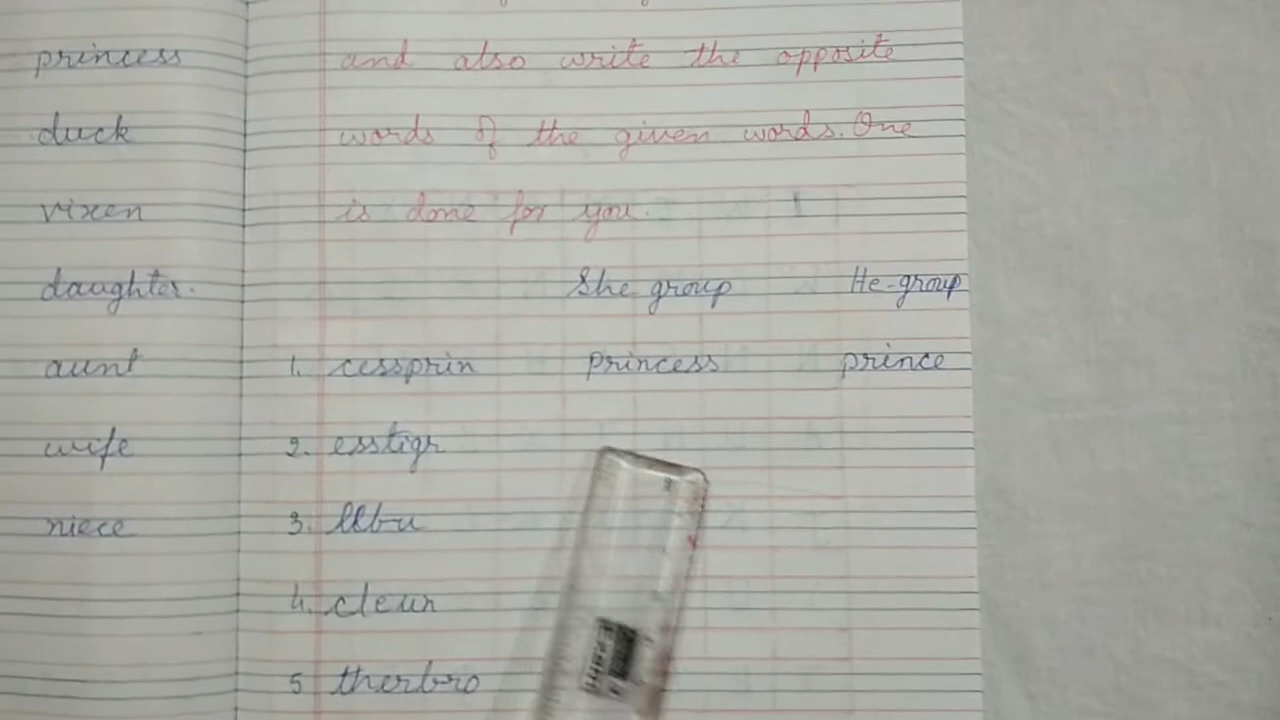 princess
duck
vixen
daughter.
aunt
wife
niece
and also write the opposite
words of the given words. One
is done for you.
She group He-group
1. cessprin Princess prince
2. esstigr
3. llbu
4. cleun
5 therbro